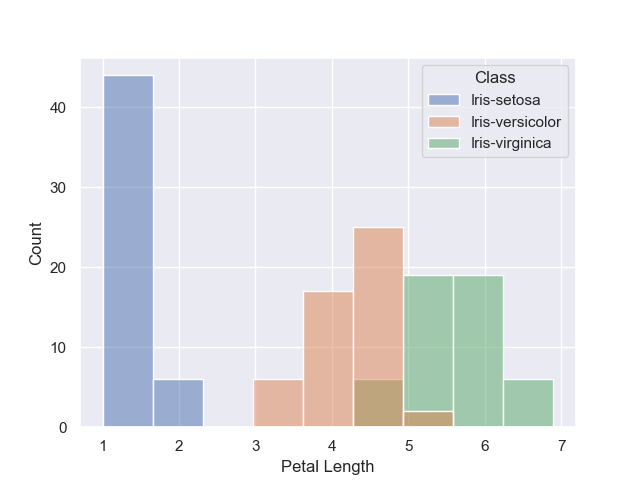 Class
Iris-setosa
Iris-versicolor
Iris-virginica
40
30
20
10
0
Count
1 2 3 4 5 6 7
Petal Length